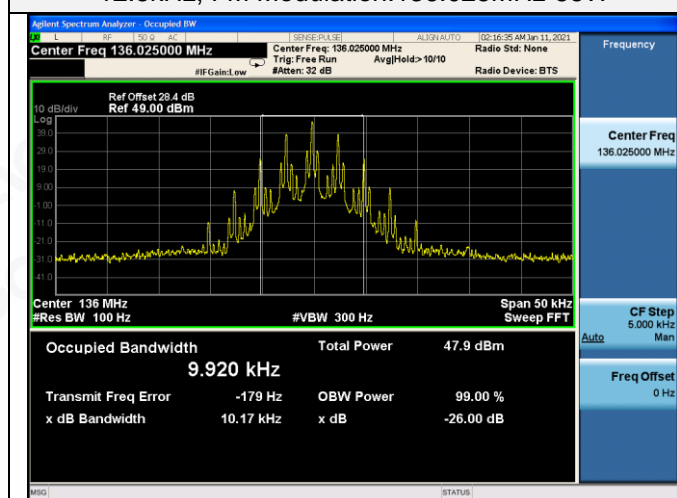 Agilent Spectrum Analyzer - Occupied BW
L RF 50 Ω AC SENSE:PULSE ALIGN AUTO 02:16:35 AM Jan 11, 2021
Center Freq 136.025000 MHz Center Freq: 136.025000 MHz Radio Std: None Frequency
Trig: Free Run Avg|Hold:> 10/10
#IFGain:Low #Atten: 32 dB Radio Device: BTS
Ref Offset 28.4 dB
10 dB/div Ref 49.00 dBm
Log
39.0
29.0
19.0
9.00
-1.00
-11.0
-21.0
-31.0
-41.0
Center Freq
136.025000 MHz
Center 136 MHz Span 50 kHz
#Res BW 100 Hz #VBW 300 Hz Sweep FFT
CF Step
5.000 kHz
Auto Man
Occupied Bandwidth Total Power 47.9 dBm
9.920 kHz
Freq Offset
0 Hz
Transmit Freq Error -179 Hz OBW Power 99.00 %
x dB Bandwidth 10.17 kHz x dB -26.00 dB
MSG STATUS